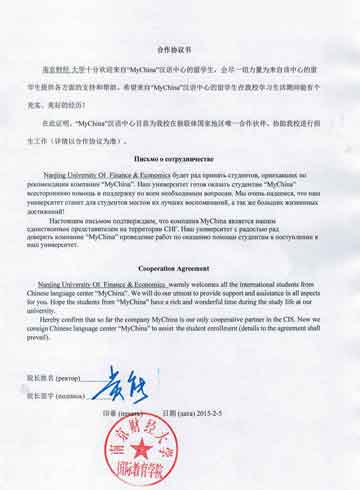 合作协议书
南京财经 大学十分欢迎来自“MyChina”汉语中心的留学生，会尽一切力量为来自该中心的留
学生提供各方面的支持和帮助。希望来自“MyChina”汉语中心的留学生在我校学习生活期间能有个
充实、美好的经历！
在此证明，“MyChina”汉语中心目前为我校在独联体国家地区唯一合作伙伴，协助我校进行招
生工作（详情以合作协议为准）。
Письмо о сотрудничестве
Nanjing University Of Finance & Economics будет рад принять студентов, приехавших по
рекомендации компании “MyChina”. Наш университет готов оказать студентам “MyChina”
всестороннюю помощь и поддержку по всем необходимым вопросам. Мы очень надеемся, что наш
университет станет для студентов местом их лучших воспоминаний, а так же больших жизненных
достижений!
Настоящим письмом подтверждаем, что компания MyChina является нашим
единственным представителем на территории СНГ. Наш университет с радостью рад
доверить компании “MyChina” проведение работ по оказанию помощи студентам в поступлении в
наш университет.
Cooperation Agreement
Nanjing University Of Finance & Economics warmly welcomes all the international students from
Chinese language center “MyChina”. We will do our utmost to provide support and assistance in all aspects
for you. Hope the students from “MyChina” have a rich and wonderful time during the study life at our
university.
Hereby confirm that so far the company MyChina is our only cooperative partner in the CIS. Now we
consign Chinese language center “MyChina” to assist the student enrollment (details to the agreement shall
prevail).
院长姓名 (ректор)
院长签字 (подпись)
印章 (печать) 日期 (дата) 2015-2-5
南京财经大学
国际教育学院